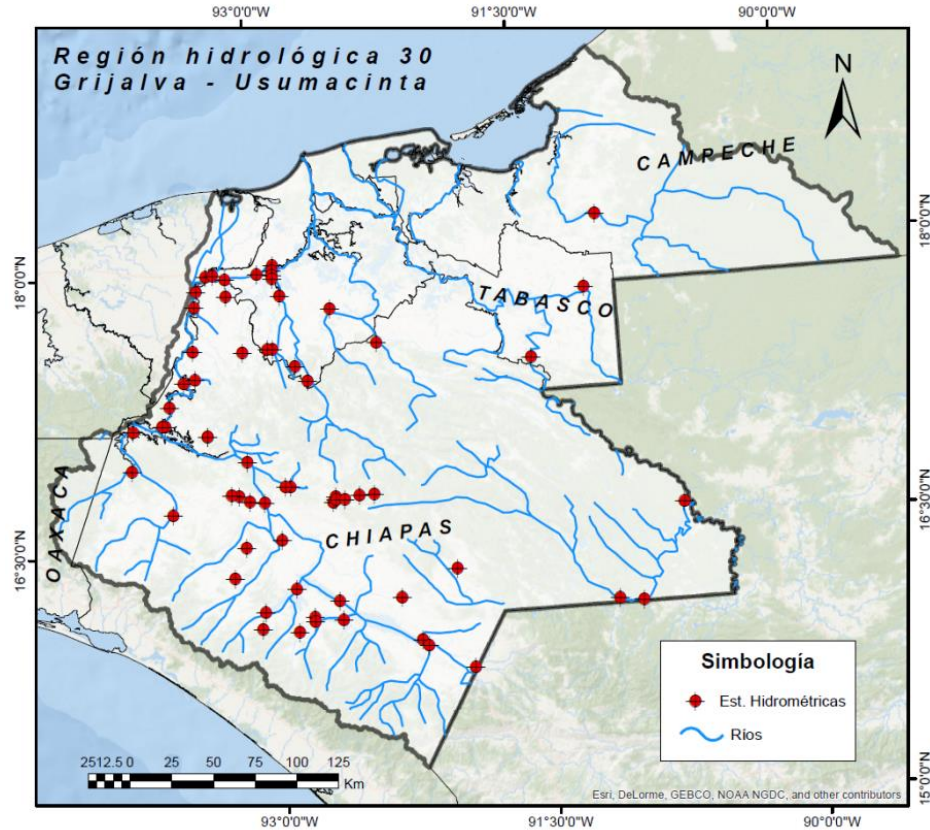 93°0'0"W 91°30'0"W 90°0'0"W
Región hidrológica 30
Grijalva - Usumacinta
N
CAMPECHE
18°0'0"N
18°0'0"N
TABASCO
OAXACA
16°30'0"N
CHIAPAS
16°30'0"N
Simbología
Est. Hidrométricas
Ríos
2512.5 0 25 50 75 100 125
Km
15°0'0"N
Esri, DeLorme, GEBCO, NOAA NGDC, and other contributors
93°0'0"W 91°30'0"W 90°0'0"W